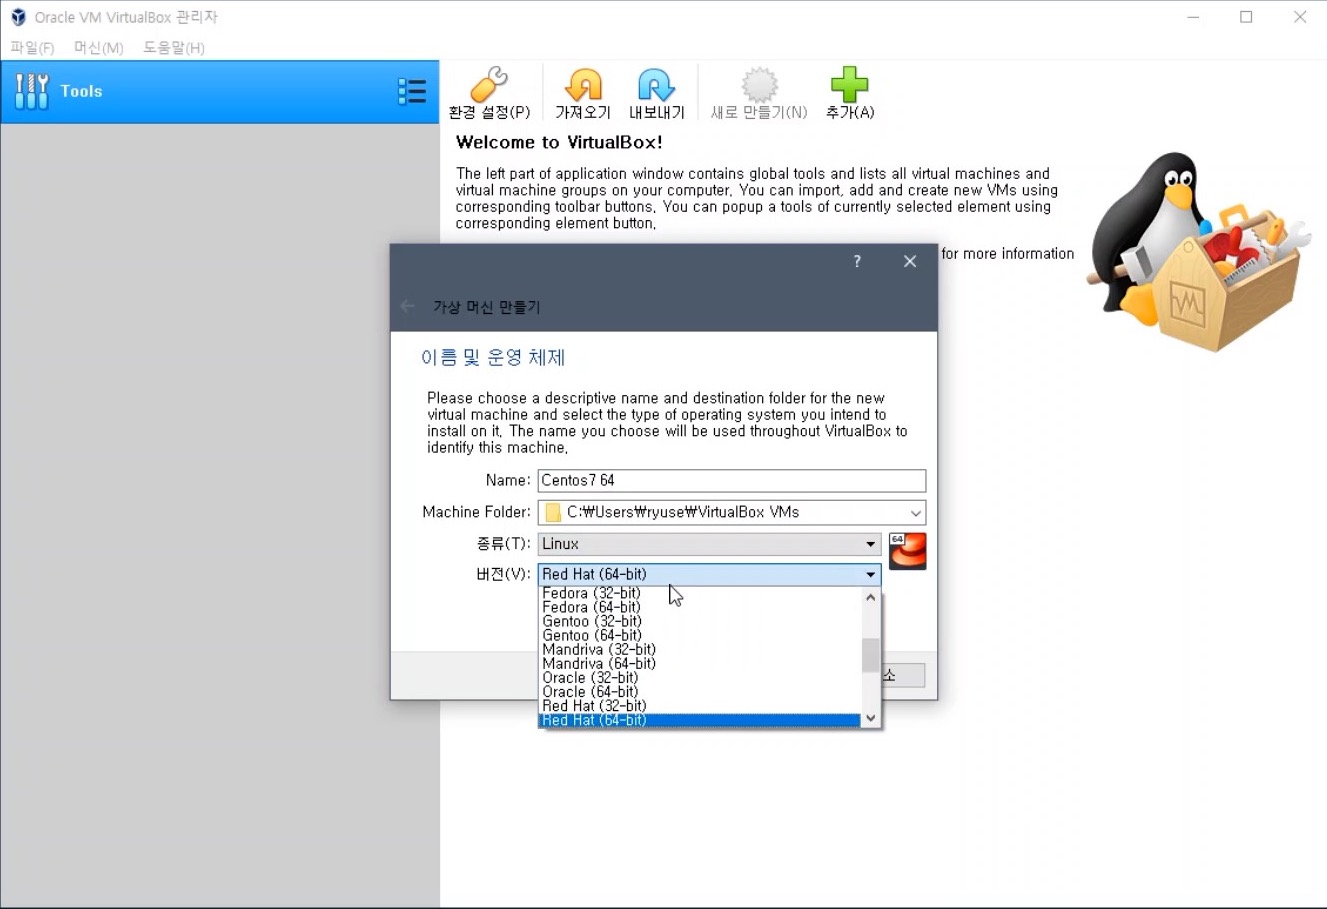 Oracle VM VirtualBox 관리자
파일(F) 머신(M) 도움말(H)
Tools
환경 설정(P) 가져오기 내보내기 새로 만들기(N) 추가(A)
Welcome to VirtualBox!
The left part of application window contains global tools and lists all virtual machines and
virtual machine groups on your computer. You can import, add and create new VMs using
corresponding toolbar buttons. You can popup a tools of currently selected element using
corresponding element button.
for more information
?
가상 머신 만들기
이름 및 운영 체제
Please choose a descriptive name and destination folder for the new
virtual machine and select the type of operating system you intend to
install on it. The name you choose will be used throughout VirtualBox to
identify this machine.
Name: Centos7 64
Machine Folder: C:₩Users₩ryuse₩VirtualBox VMs
종류(T): Linux
64
버전(V): Red Hat (64-bit)
Fedora (32-bit)
Fedora (64-bit)
Gentoo (32-bit)
Gentoo (64-bit)
Mandriva (32-bit)
Mandriva (64-bit)
Oracle (32-bit)
Oracle (64-bit)
Red Hat (32-bit)
Red Hat (64-bit)
소